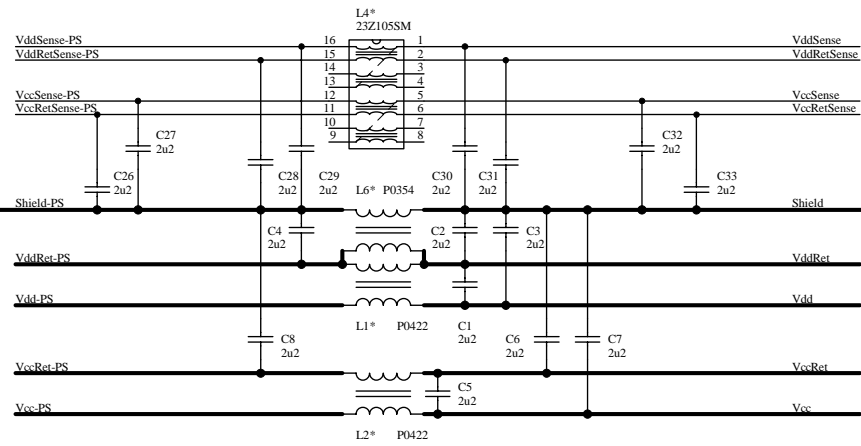 L4*
23Z105SM
VddSense-PS 16 1 VddSense
VddRetSense-PS 15 2 VddRetSense
14 3
13 4
VccSense-PS 12 5 VccSense
VccRetSense-PS 11 6 VccRetSense
10 7
9 8
C27 C32
2u2 2u2
C26 C28 C29 C30 C31 C33
2u2 2u2 2u2 2u2 2u2 2u2
L6* P0354
Shield-PS Shield
C4 C2 C3
2u2 2u2 2u2
VddRet-PS VddRet
Vdd-PS Vdd
L1* P0422
C8 C1 C6 C7
2u2 2u2 2u2 2u2
VccRet-PS VccRet
C5
2u2
Vcc-PS Vcc
L2* P0422